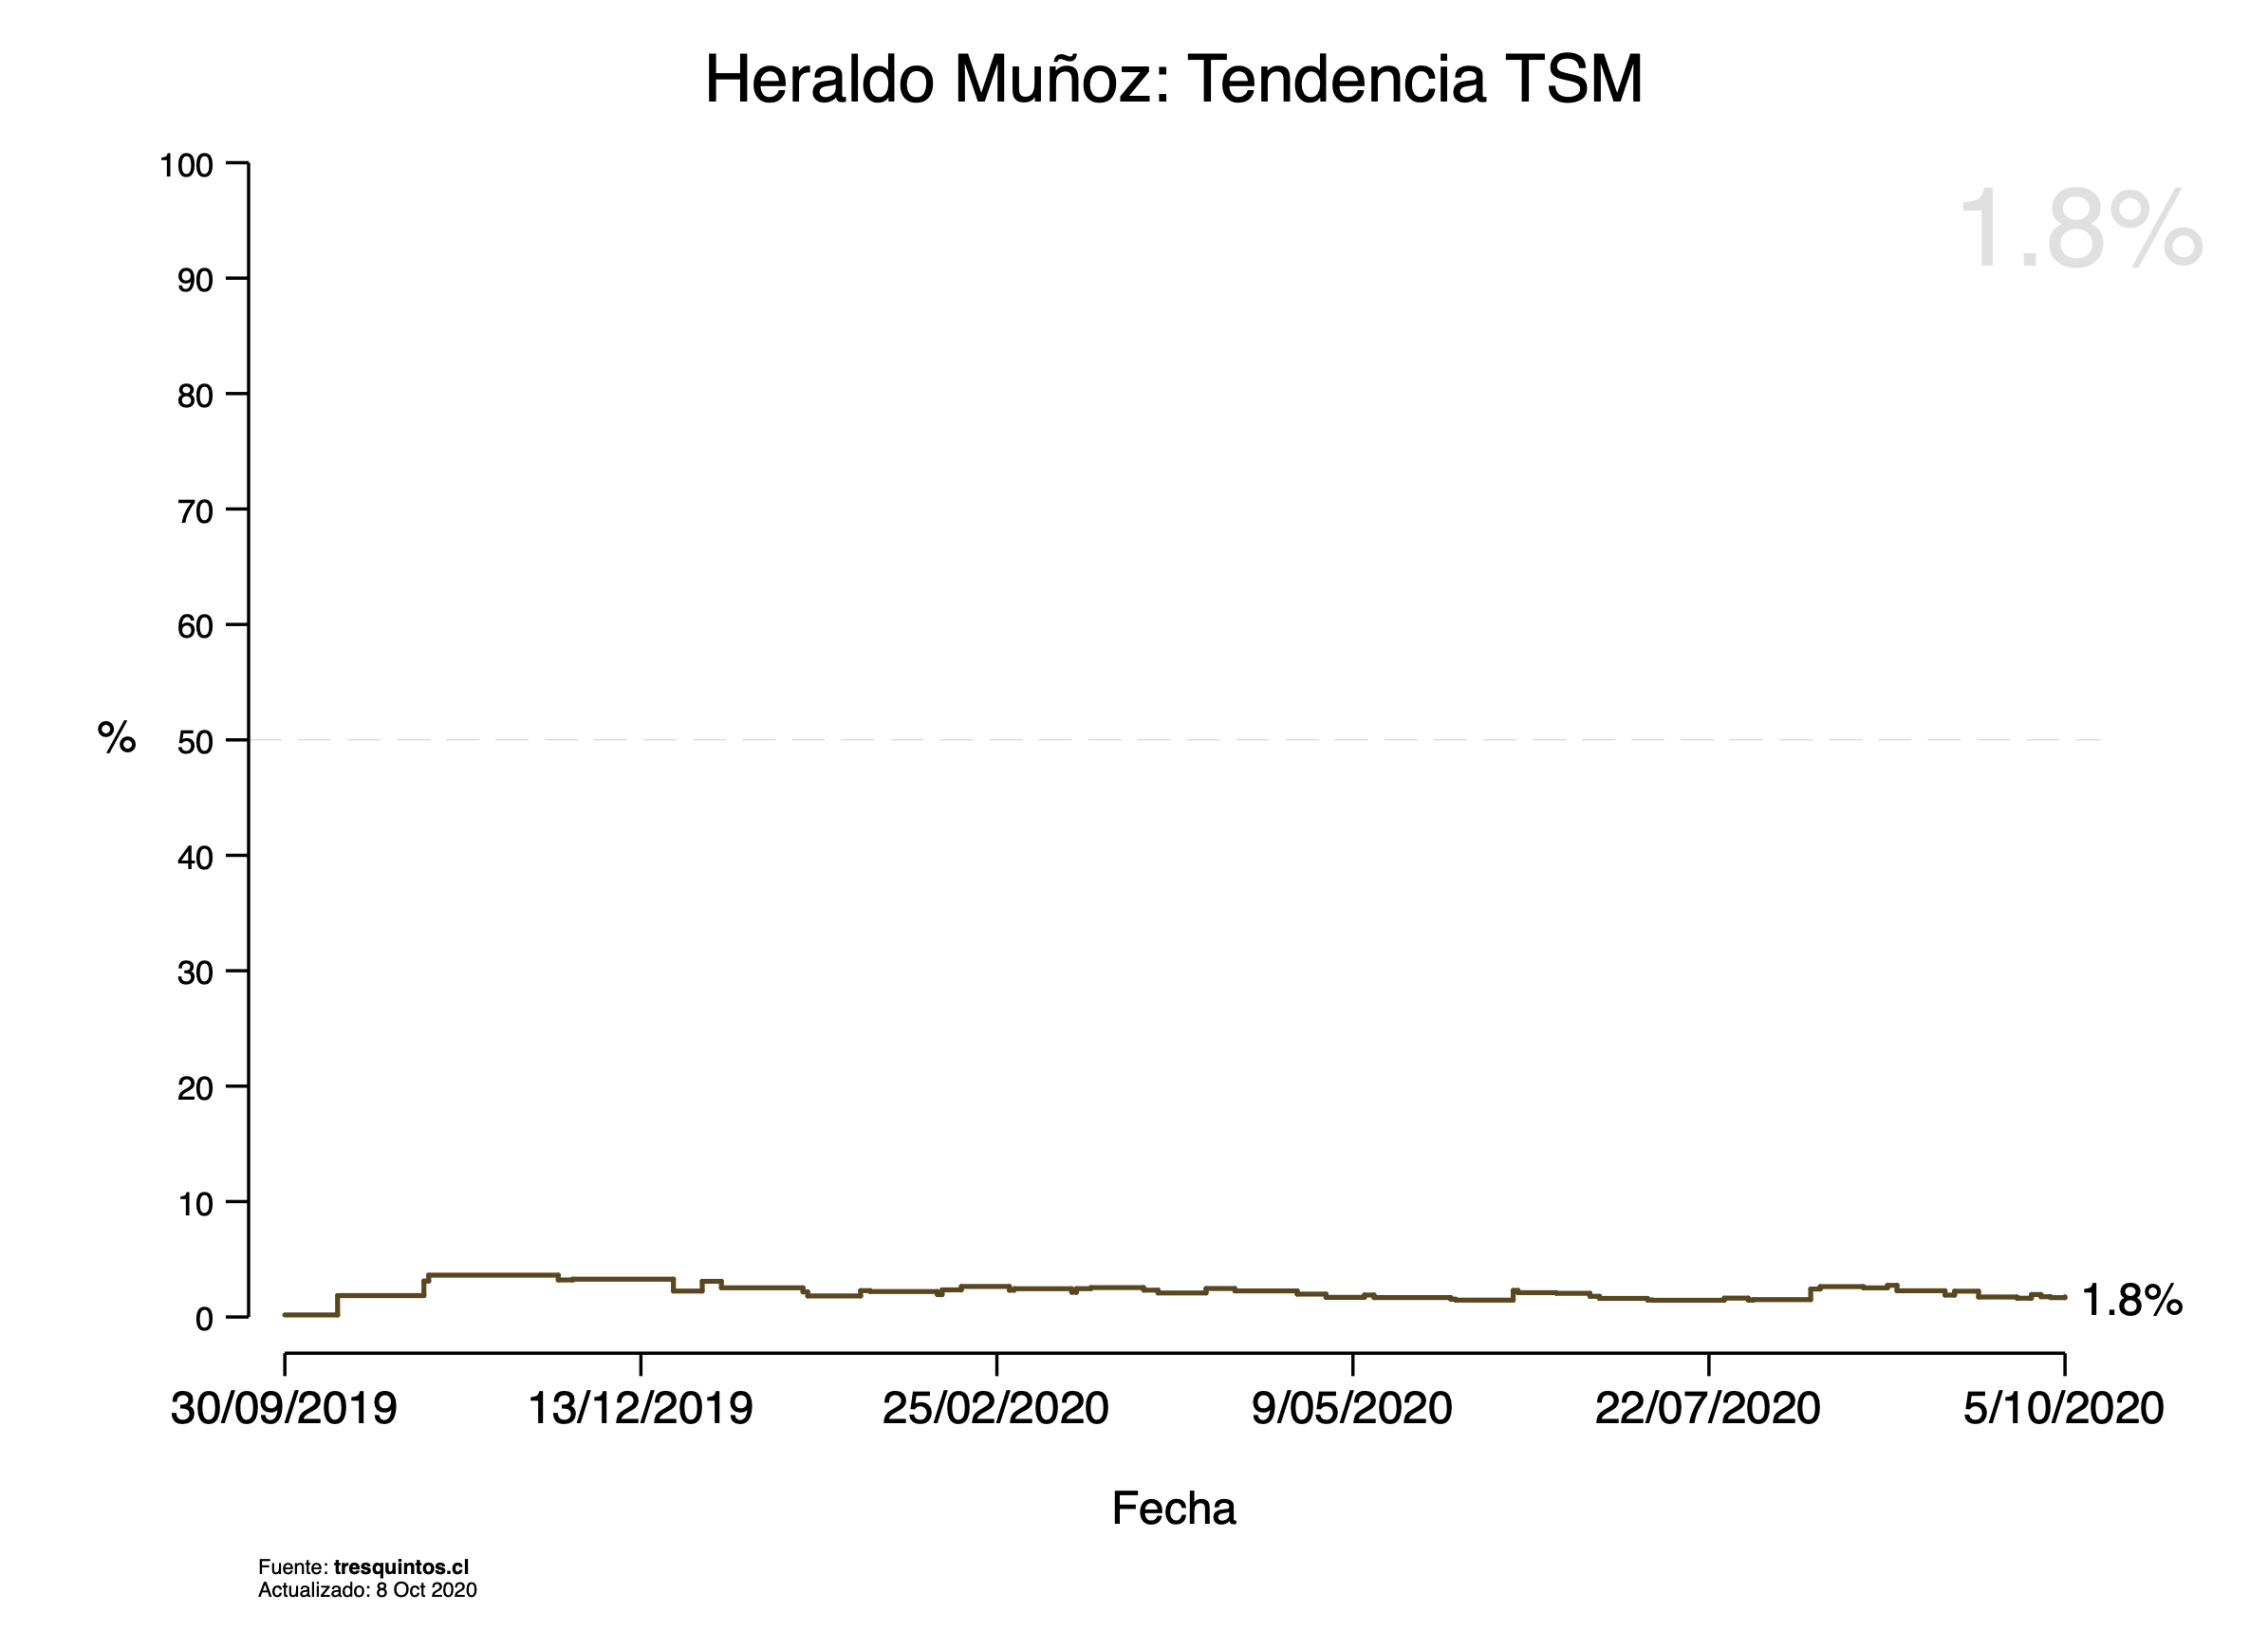 Heraldo Muñoz: Tendencia TSM
1.8%
100
90
80
70
60
50
40
30
20
10
0
%
1.8%
30/09/2019 13/12/2019 25/02/2020 9/05/2020 22/07/2020 5/10/2020
Fecha
Fuente: tresquintos.cl
Actualizado: 8 Oct 2020